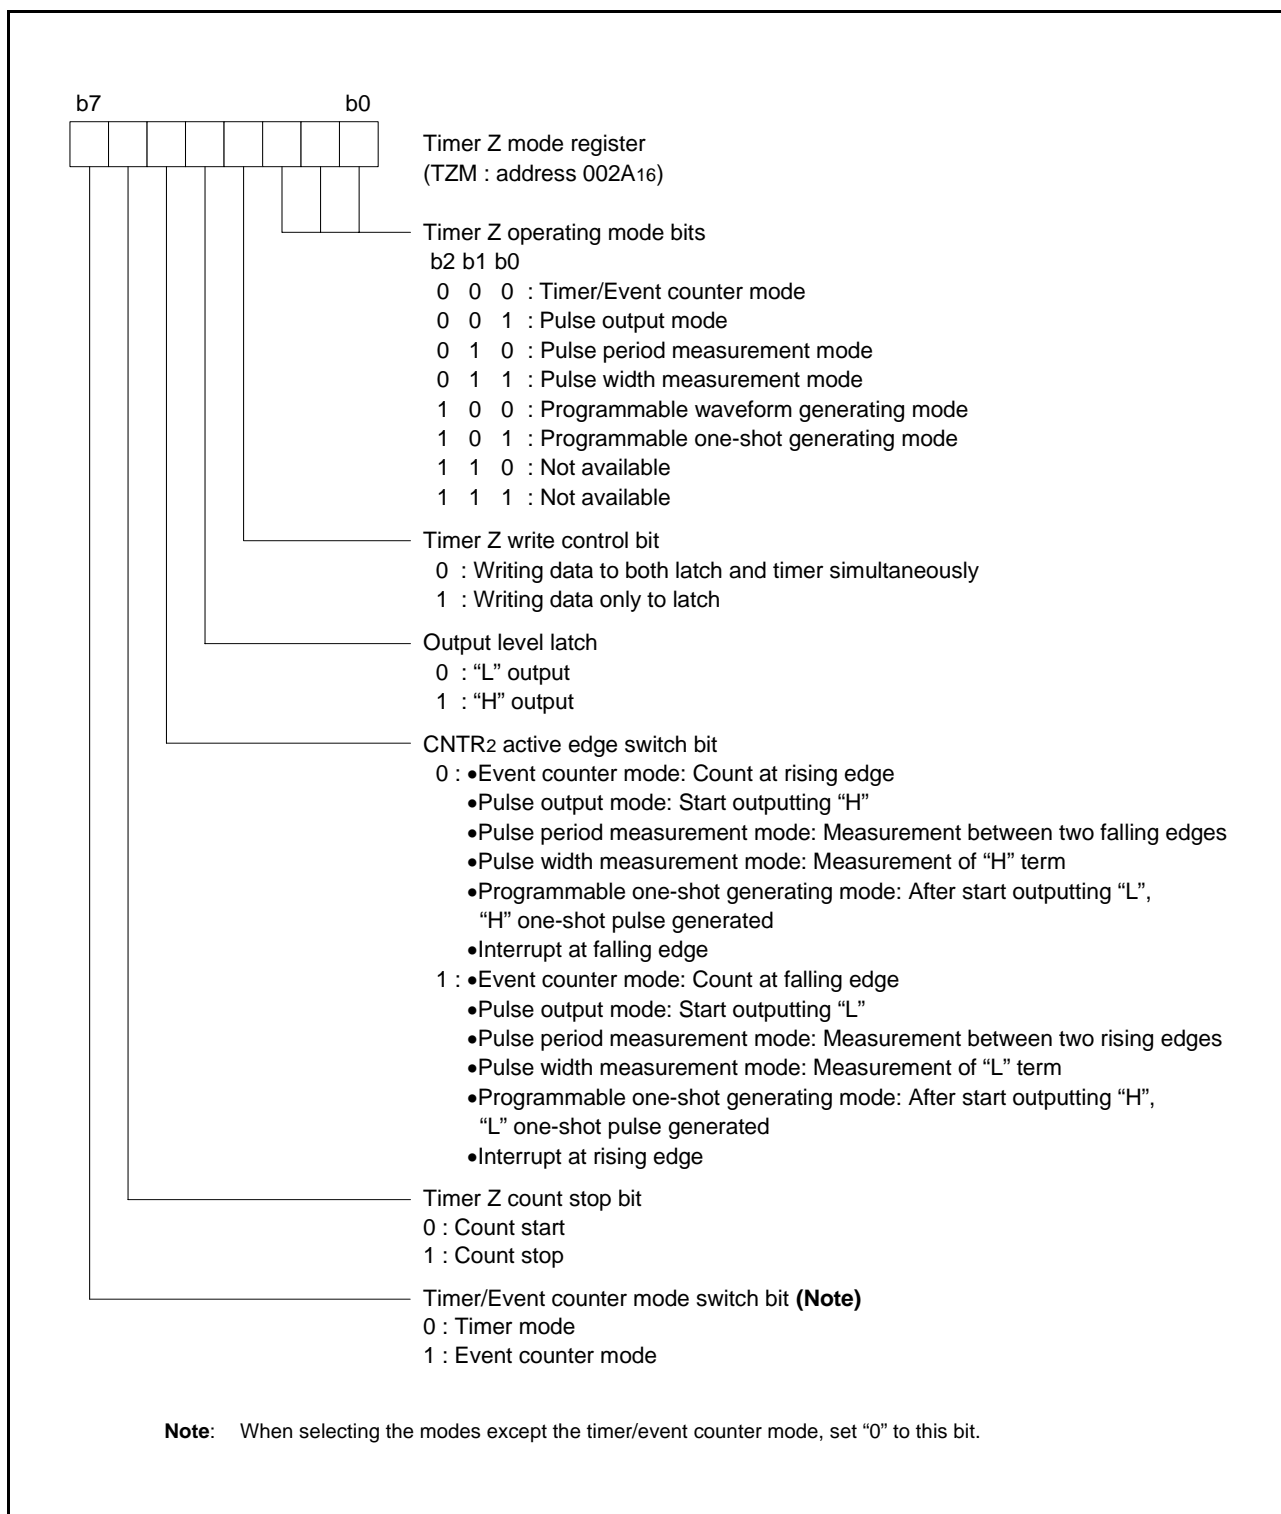 b7 b0
Timer Z mode register
(TZM : address 002A16)
Timer Z operating mode bits
b2 b1 b0
0 0 0 : Timer/Event counter mode
0 0 1 : Pulse output mode
0 1 0 : Pulse period measurement mode
0 1 1 : Pulse width measurement mode
1 0 0 : Programmable waveform generating mode
1 0 1 : Programmable one-shot generating mode
1 1 0 : Not available
1 1 1 : Not available
Timer Z write control bit
0 : Writing data to both latch and timer simultaneously
1 : Writing data only to latch
Output level latch
0 : “L” output
1 : “H” output
CNTR2 active edge switch bit
0 : •Event counter mode: Count at rising edge
•Pulse output mode: Start outputting “H”
•Pulse period measurement mode: Measurement between two falling edges
•Pulse width measurement mode: Measurement of “H” term
•Programmable one-shot generating mode: After start outputting “L”,
“H” one-shot pulse generated
•Interrupt at falling edge
1 : •Event counter mode: Count at falling edge
•Pulse output mode: Start outputting “L”
•Pulse period measurement mode: Measurement between two rising edges
•Pulse width measurement mode: Measurement of “L” term
•Programmable one-shot generating mode: After start outputting “H”,
“L” one-shot pulse generated
•Interrupt at rising edge
Timer Z count stop bit
0 : Count start
1 : Count stop
Timer/Event counter mode switch bit (Note)
0 : Timer mode
1 : Event counter mode
Note: When selecting the modes except the timer/event counter mode, set “0” to this bit.